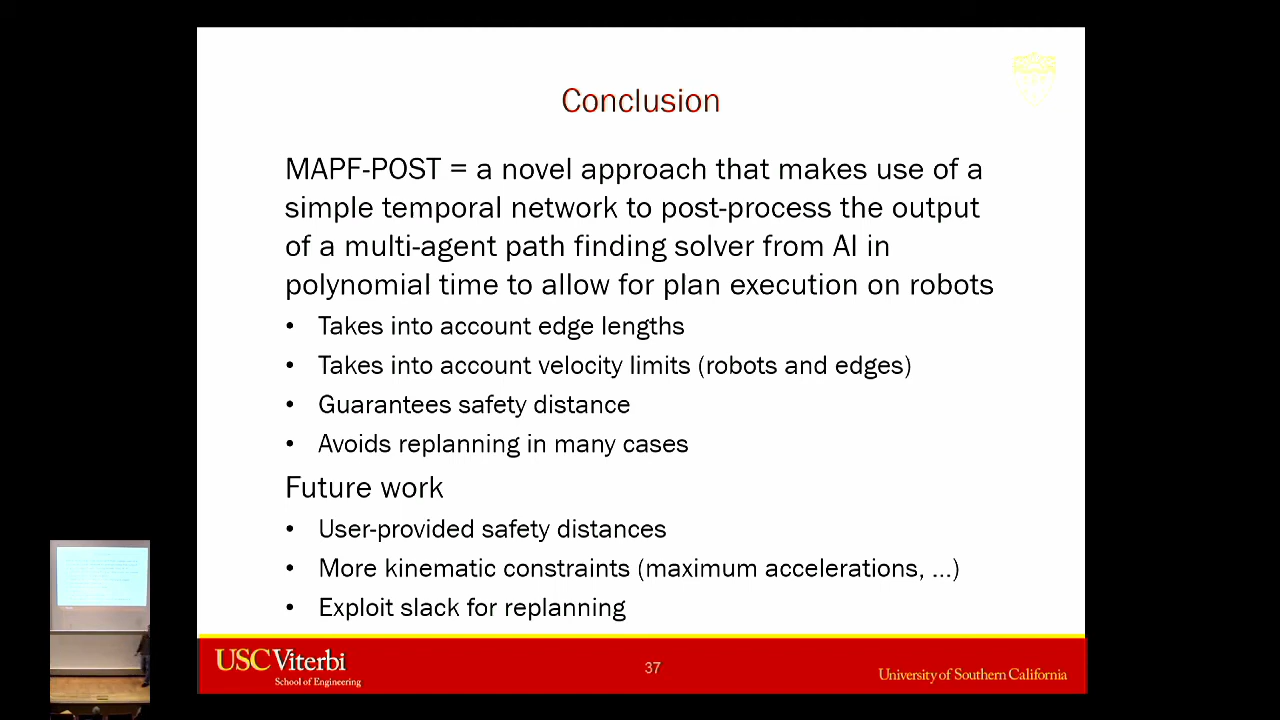 Conclusion
MAPF-POST = a novel approach that makes use of a
simple temporal network to post-process the output
of a multi-agent path finding solver from AI in
polynomial time to allow for plan execution on robots
• Takes into account edge lengths
• Takes into account velocity limits (robots and edges)
• Guarantees safety distance
• Avoids replanning in many cases
Future work
• User-provided safety distances
• More kinematic constraints (maximum accelerations, ...)
• Exploit slack for replanning
USC Viterbi
School of Engineering
37
University of Southern California